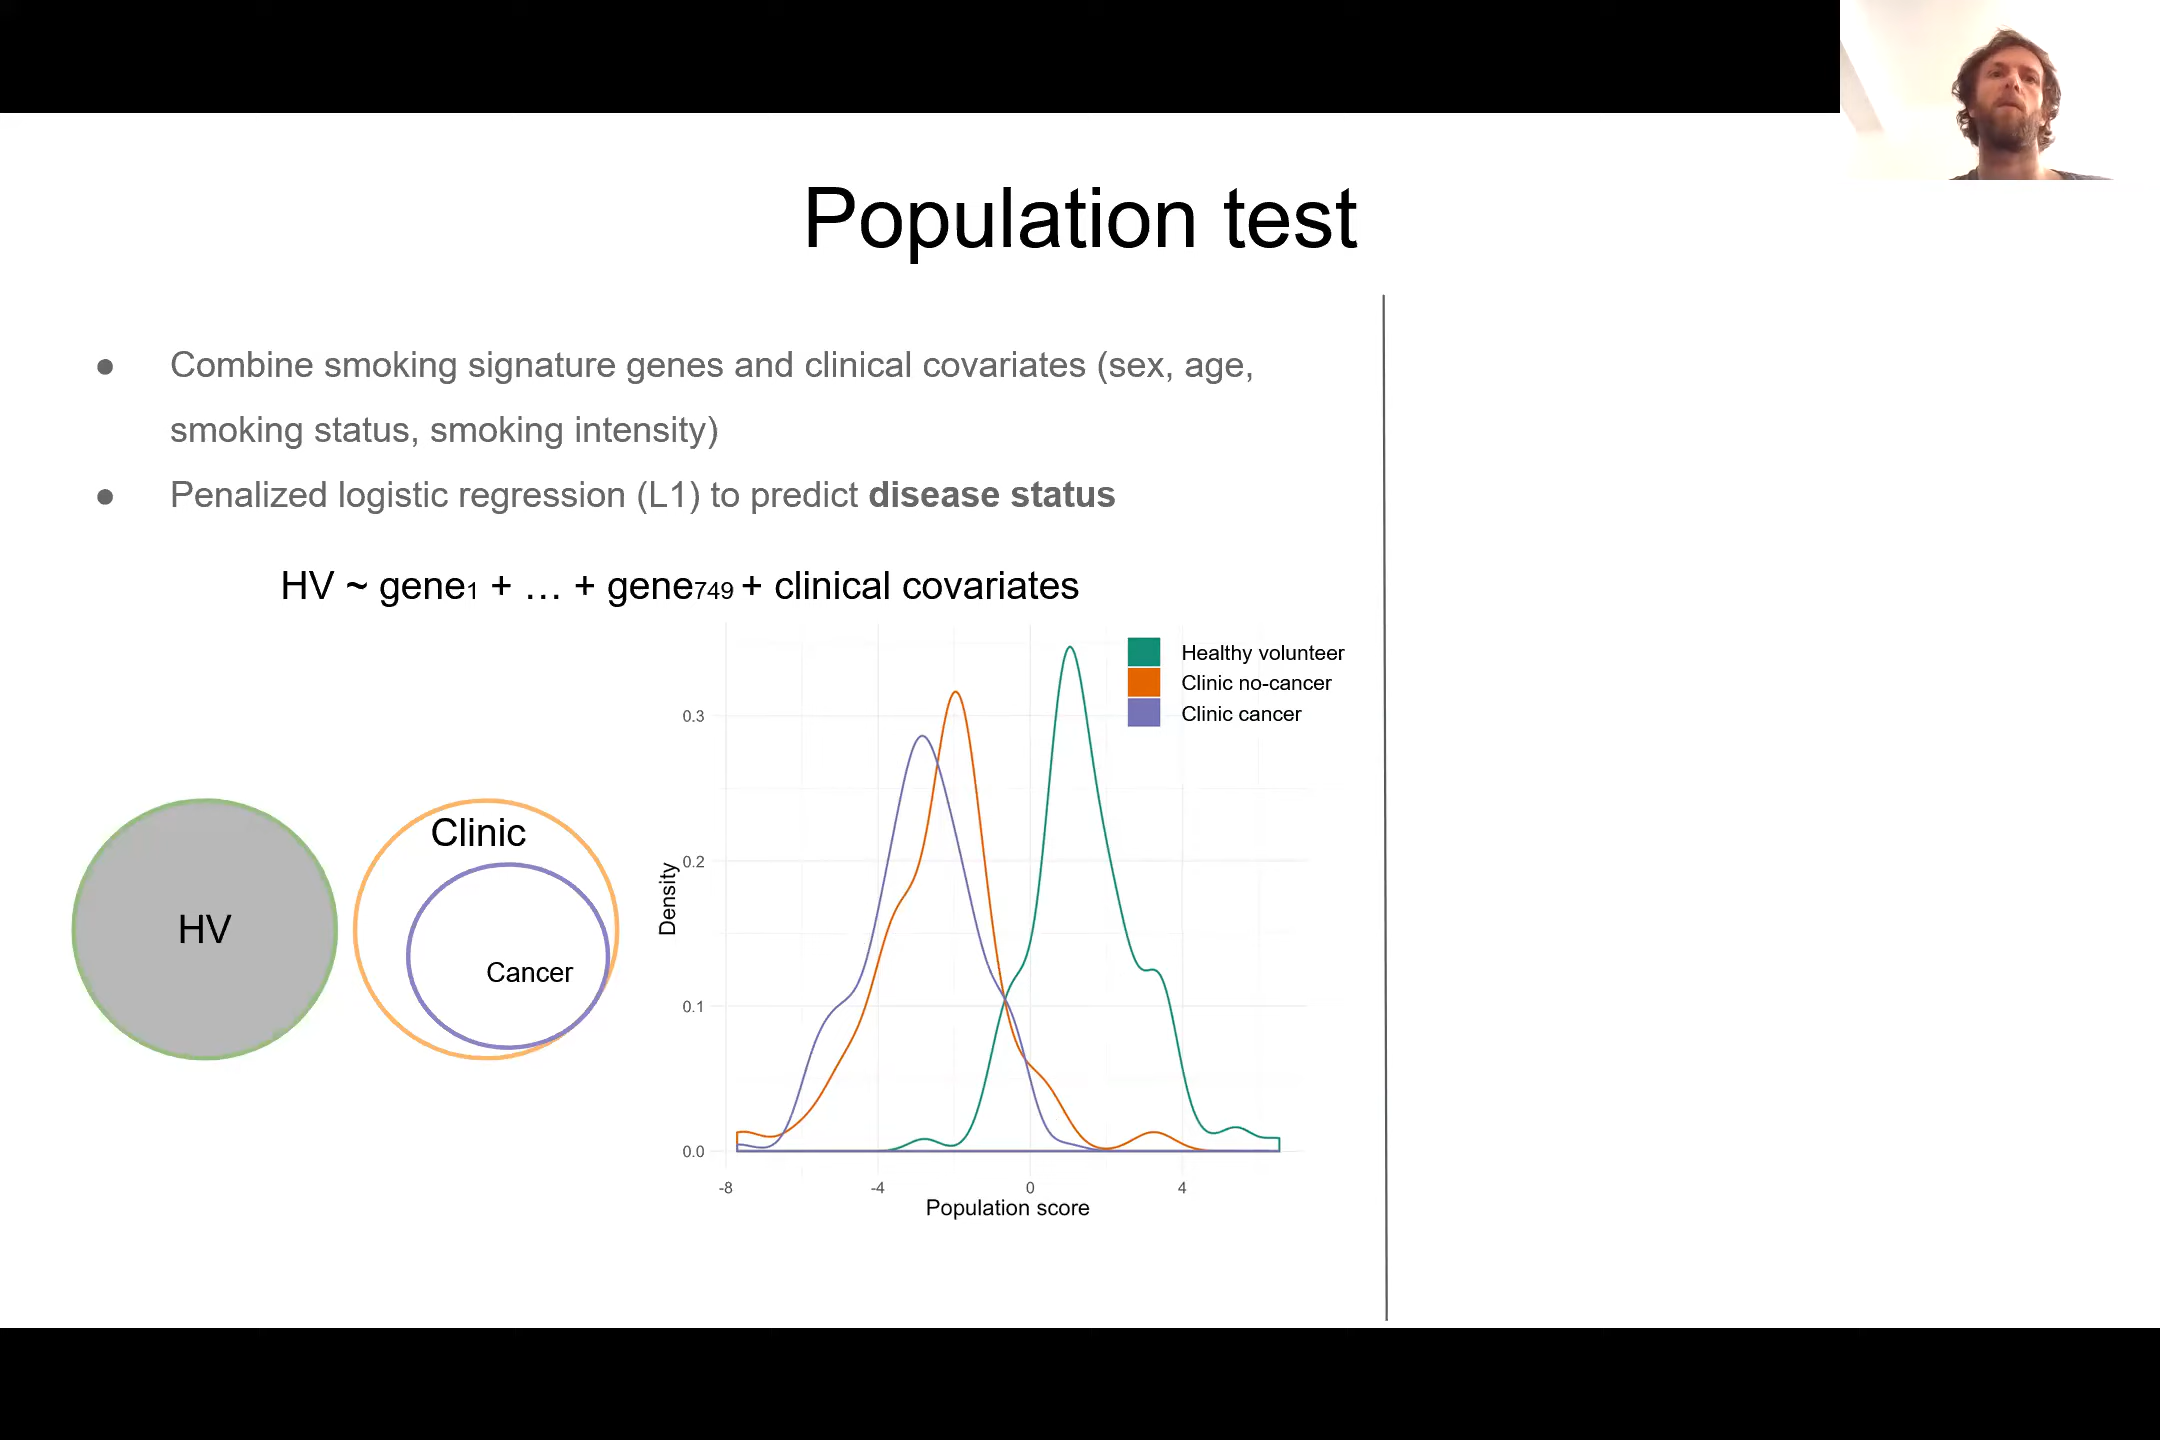 Population test
● Combine smoking signature genes and clinical covariates (sex, age,
smoking status, smoking intensity)
● Penalized logistic regression (L1) to predict disease status
HV ~ gene1 + … + gene749 + clinical covariates
Healthy volunteer
Clinic no-cancer
Clinic cancer
0.3
0.2
0.1
0.0
Density
-8 -4 0 4
Population score
HV
Clinic
Cancer